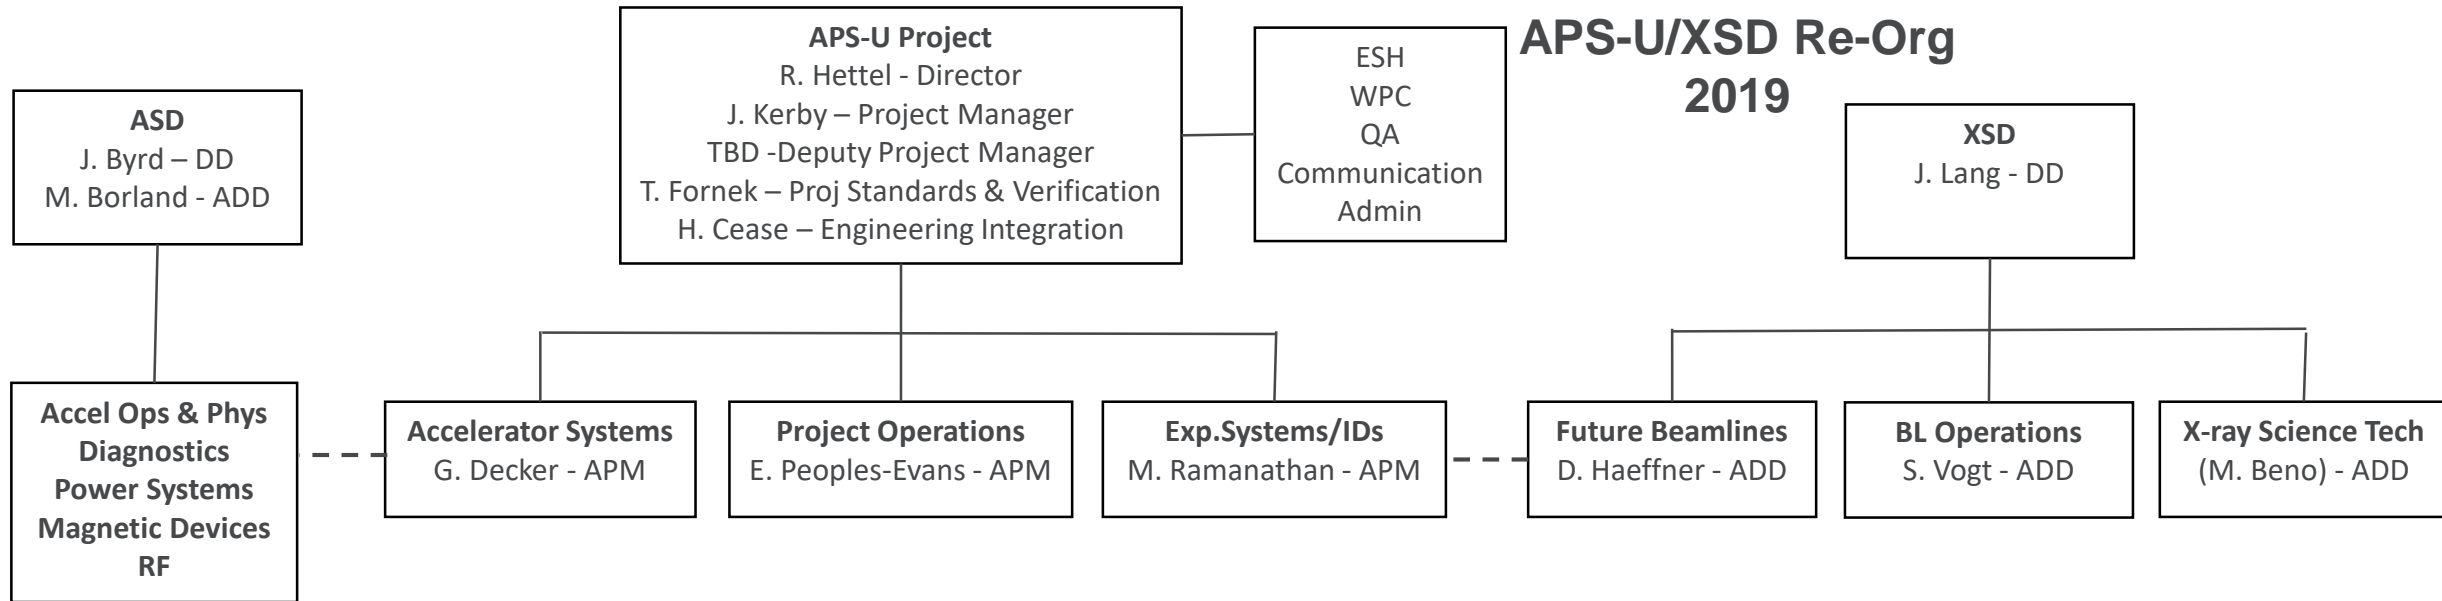 APS-U/XSD Re-Org
2019
ASD
J. Byrd – DD
M. Borland - ADD
APS-U Project
R. Hettel - Director
J. Kerby – Project Manager
TBD -Deputy Project Manager
T. Fornek – Proj Standards & Verification
H. Cease – Engineering Integration
ESH
WPC
QA
Communication
Admin
XSD
J. Lang - DD
Accel Ops & Phys
Diagnostics
Power Systems
Magnetic Devices
RF
Accelerator Systems
G. Decker - APM
Project Operations
E. Peoples-Evans - APM
Exp.Systems/IDs
M. Ramanathan - APM
Future Beamlines
D. Haeffner - ADD
BL Operations
S. Vogt - ADD
X-ray Science Tech
(M. Beno) - ADD